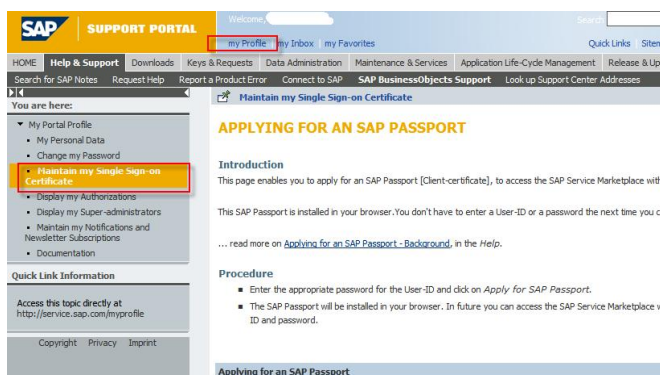 SAP SUPPORT PORTAL
Welcome,
Search
my Profile my Inbox my Favorites
Quick Links
HOME Help & Support Downloads Keys & Requests Data Administration Maintenance & Services Application Life-Cycle Management Release & Up
Search for SAP Notes Request Help Report a Product Error Connect to SAP SAP BusinessObjects Support Look up Support Center Addresses
You are here:
My Portal Profile
My Personal Data
Change my Password
Maintain my Single Sign-on
Certificate
Display my Authorizations
Display my Super-administrators
Maintain my Notifications and
Newsletter Subscriptions
Documentation
Quick Link Information
Access this topic directly at
http://service.sap.com/myprofile
Copyright Privacy Imprint
Maintain my Single Sign-on Certificate
APPLYING FOR AN SAP PASSPORT
Introduction
This page enables you to apply for an SAP Passport [Client-certificate], to access the SAP Service Marketplace with
This SAP Passport is installed in your browser. You don't have to enter a User-ID or a password the next time you
... read more on Applying for an SAP Passport - Background, in the Help.
Procedure
Enter the appropriate password for the User-ID and click on Apply for SAP Passport.
The SAP Passport will be installed in your browser. In future you can access the SAP Service Marketplace
ID and password.
Applying for an SAP Passport